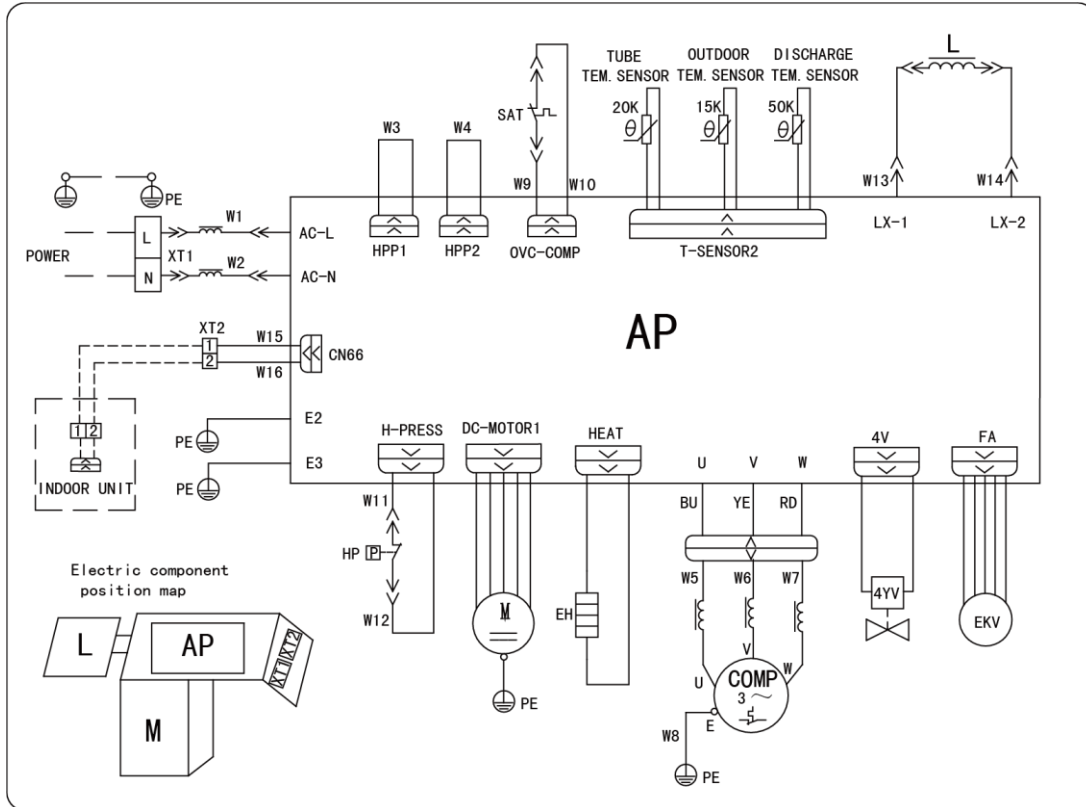 L
TUBE
TEM. SENSOR
OUTDOOR
TEM. SENSOR
DISCHARGE
TEM. SENSOR
20K
15K
50K
θ
θ
θ
SAT
W3
W4
W9
W10
W13
W14
PE
HPP1
HPP2
OVC-COMP
T-SENSOR2
LX-1
LX-2
POWER
L
N
XT1
W1
W2
AC-L
AC-N
AP
XT2
1
2
W15
W16
CN66
1 2
INDOOR UNIT
PE
E2
PE
E3
H-PRESS
DC-MOTOR1
HEAT
U
V
W
4V
FA
W11
HP
P
W12
M
PE
EH
BU
YE
RD
W5
W6
W7
U
V
W
COMP
3 ~
E
W8
PE
4YV
EKV
Electric component
position map
L
AP
XT1
XT2
M